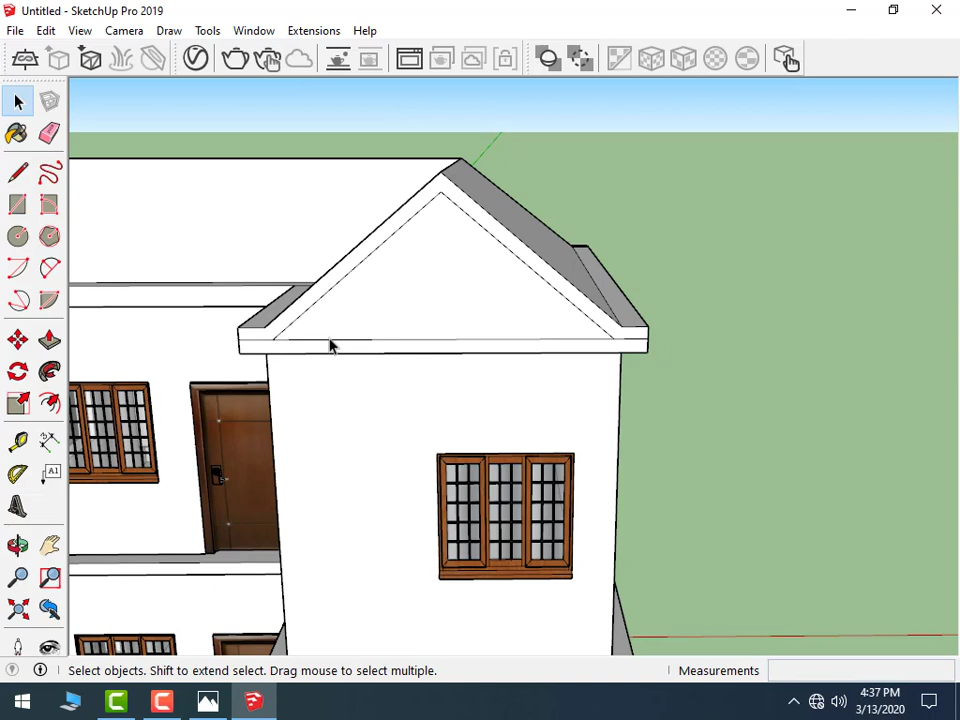 Untitled - SketchUp Pro 2019
File Edit View Camera Draw Tools Window Extensions Help
A1
Select objects. Shift to extend select. Drag mouse to select multiple.
Measurements
4:37 PM
3/13/2020